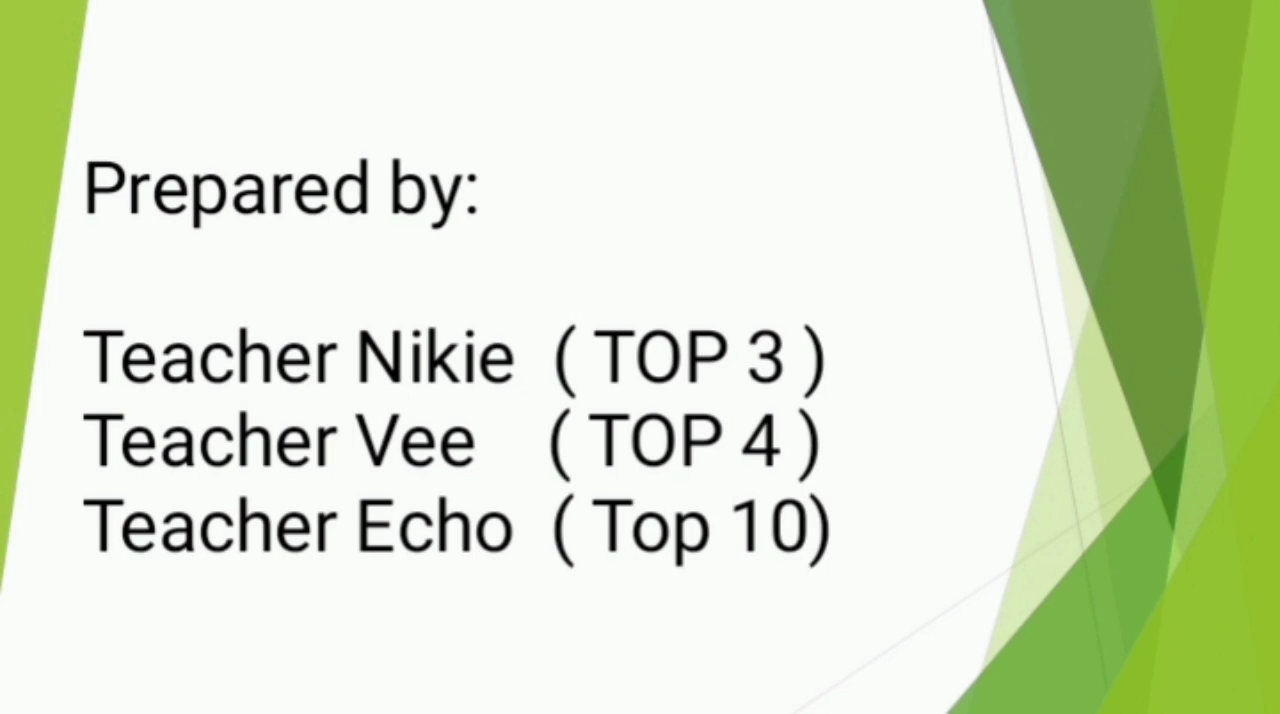 Prepared by:
Teacher Nikie ( TOP 3 )
Teacher Vee ( TOP 4 )
Teacher Echo ( Top 10)